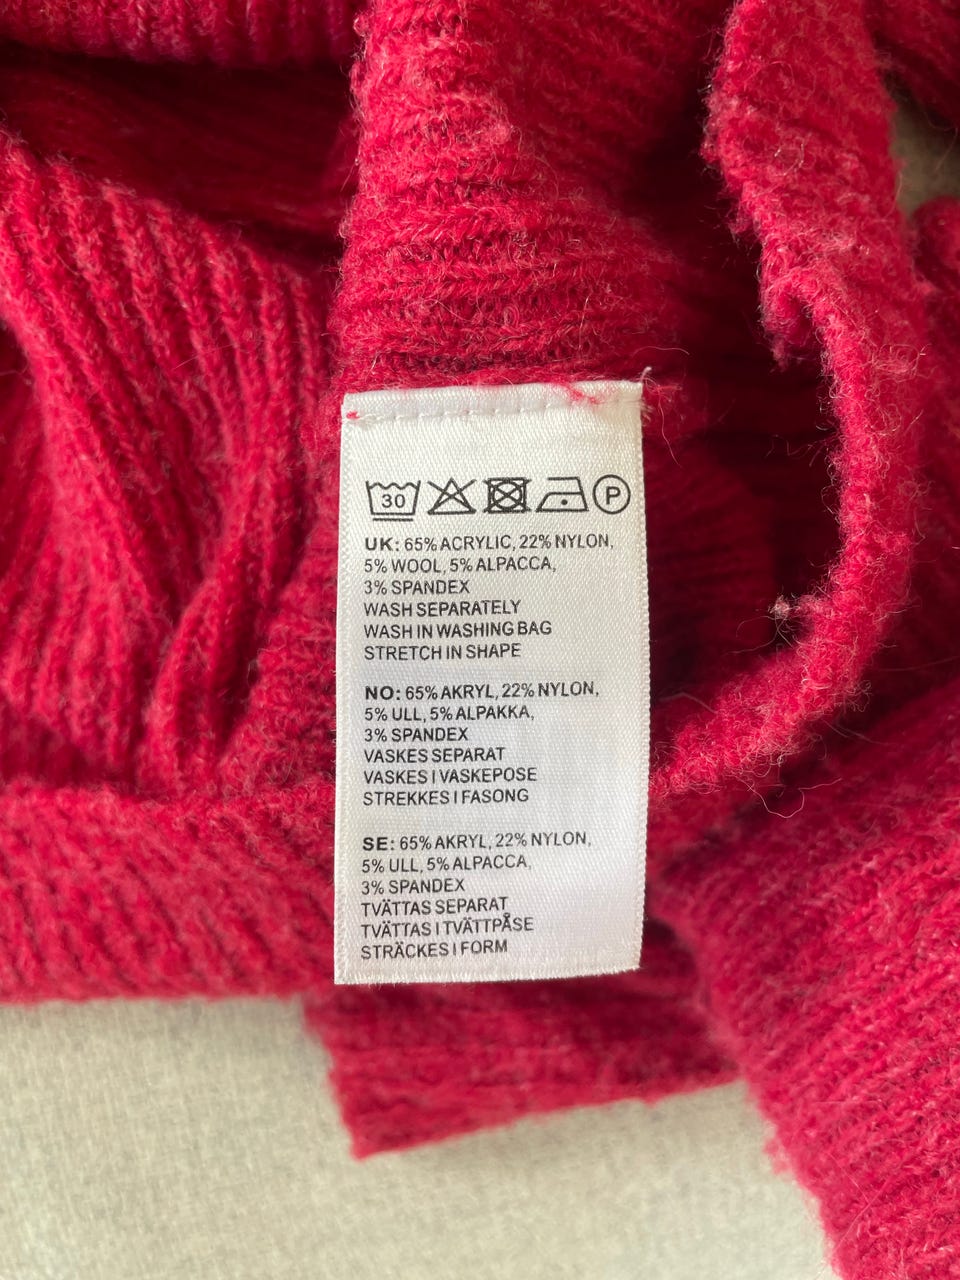 30 P
UK: 65% ACRYLIC, 22% NYLON,
5% WOOL, 5% ALPACCA,
3% SPANDEX
WASH SEPARATELY
WASH IN WASHING BAG
STRETCH IN SHAPE
NO: 65% AKRYL, 22% NYLON,
5% ULL, 5% ALPAKKA,
3% SPANDEX
VASKES SEPARAT
VASKES I VASKEPOSE
STREKKES I FASONG
SE: 65% AKRYL, 22% NYLON,
5% ULL, 5% ALPACCA,
3% SPANDEX
TVÄTTAS SEPARAT
TVÄTTAS I TVÄTTPÅSE
STRÄCKES I FORM